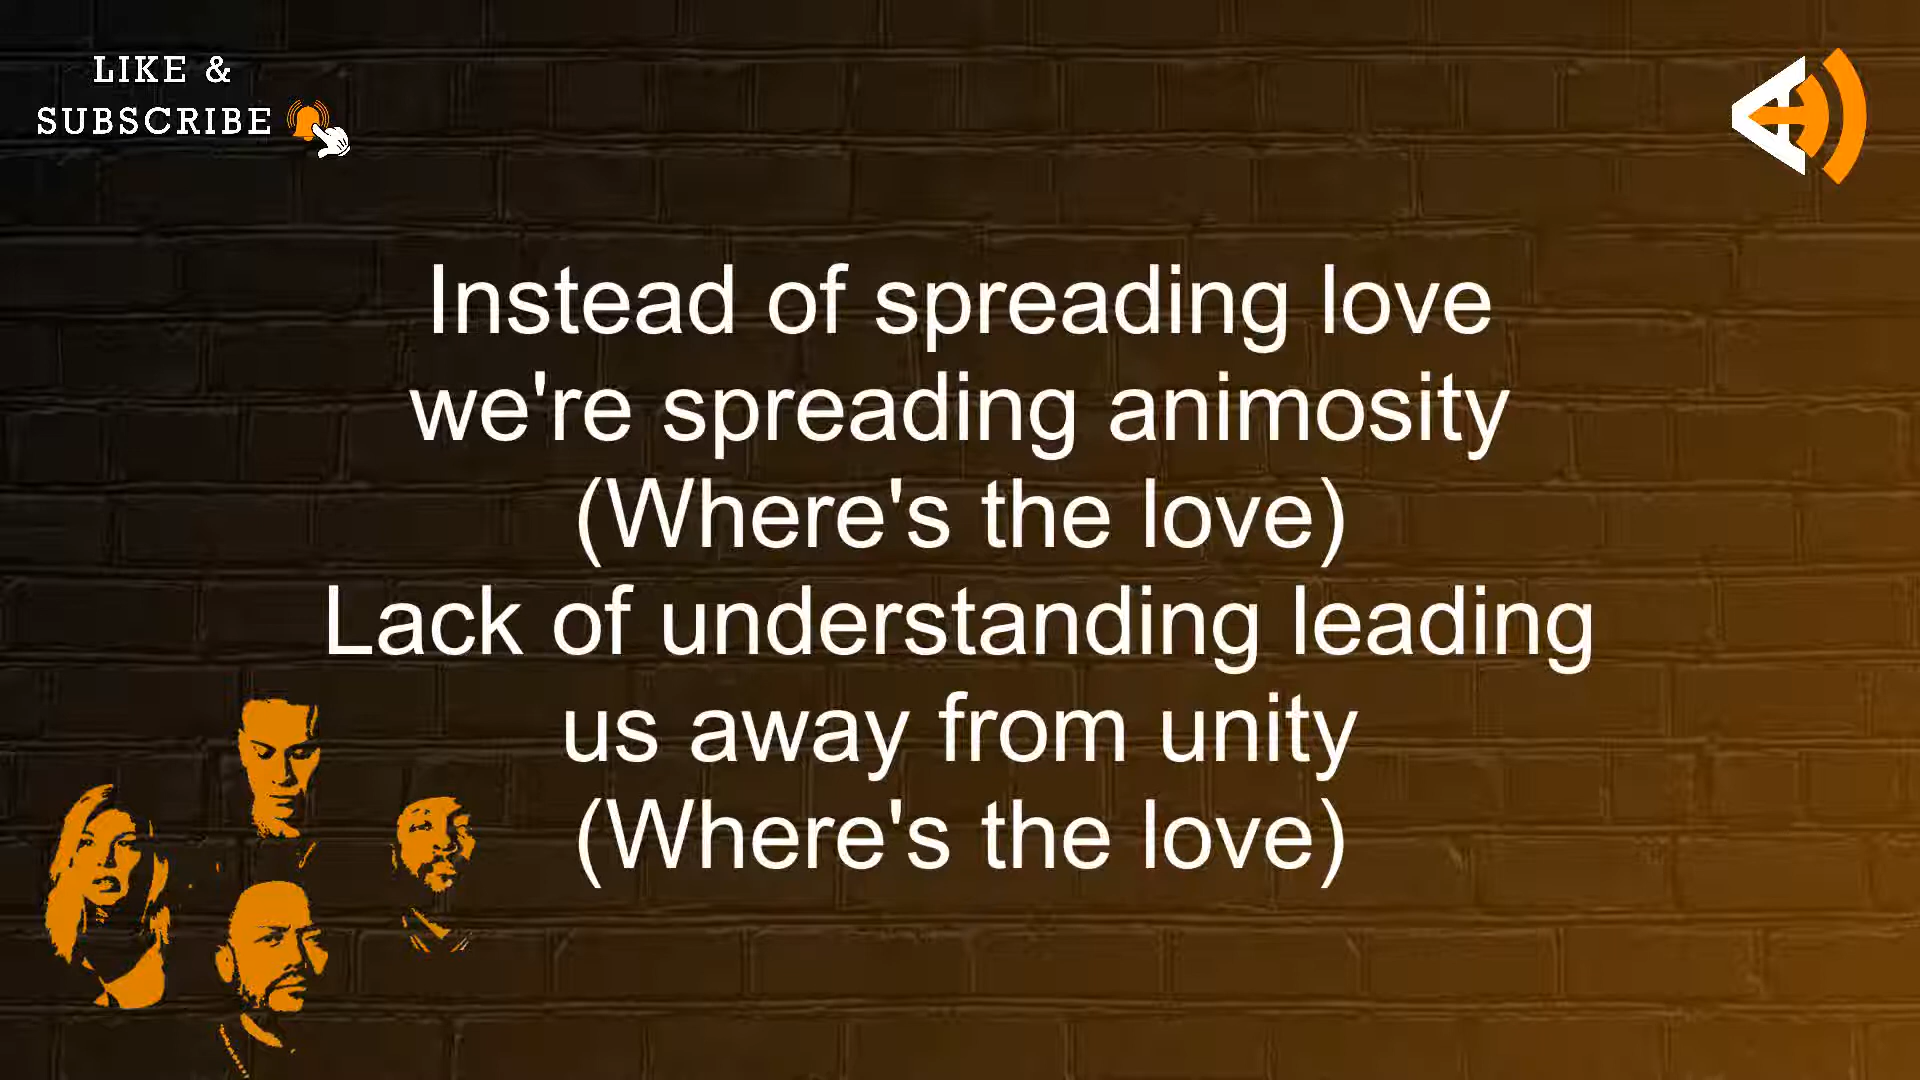 LIKE &
SUBSCRIBE
Instead of spreading love
we're spreading animosity
(Where's the love)
Lack of understanding leading
us away from unity
(Where's the love)